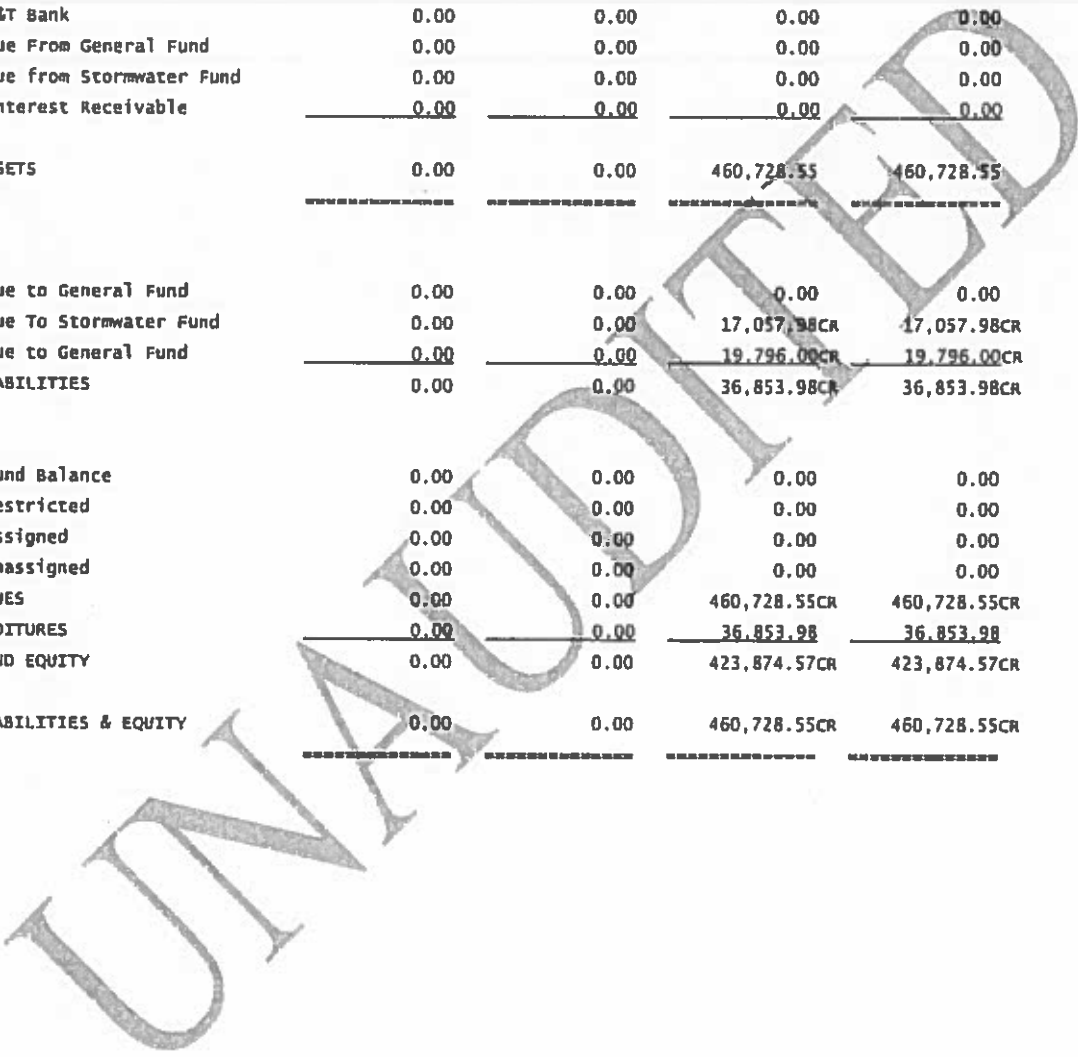 &T Bank 0.00 0.00 0.00 0.00
ue From General Fund 0.00 0.00 0.00 0.00
ue from Stormwater Fund 0.00 0.00 0.00 0.00
nterest Receivable 0.00 0.00 0.00 0.00
SETS 0.00 0.00 460,728.55 460,728.55
ue to General Fund 0.00 0.00 0.00 0.00
ue To Stormwater Fund 0.00 0.00 17,057.98CR 17,057.98CR
ue to General Fund 0.00 0.00 19,796.00CR 19,796.00CR
ABILITIES 0.00 0.00 36,853.98CR 36,853.98CR
und Balance 0.00 0.00 0.00 0.00
estricted 0.00 0.00 0.00 0.00
ssigned 0.00 0.00 0.00 0.00
nassigned 0.00 0.00 0.00 0.00
UES 0.00 0.00 460,728.55CR 460,728.55CR
DITURES 0.00 0.00 36,853.98 36,853.98
ND EQUITY 0.00 0.00 423,874.57CR 423,874.57CR
ABILITIES & EQUITY 0.00 0.00 460,728.55CR 460,728.55CR
UNAUDITED